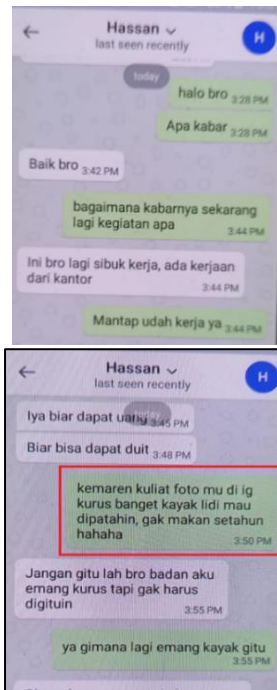 Hassan
last seen recently
H
today
halo bro 3:28 PM
Apa kabar 3:28 PM
Baik bro 3:42 PM
bagaimana kabarnya sekarang
lagi kegiatan apa
3:44 PM
Ini bro lagi sibuk kerja, ada kerjaan
dari kantor
3:44 PM
Mantap udah kerja ya 3:44 PM
Hassan
last seen recently
H
today
Iya biar dapat uang 3:45 PM
Biar bisa dapat duit 3:48 PM
kemaren kuliat foto mu di ig
kurus banget kayak lidi mau
dipatahin, gak makan setahun
hahaha
3:50 PM
Jangan gitu lah bro badan aku
emang kurus tapi gak harus
digituin
3:55 PM
ya gimana lagi emang kayak gitu
3:55 PM